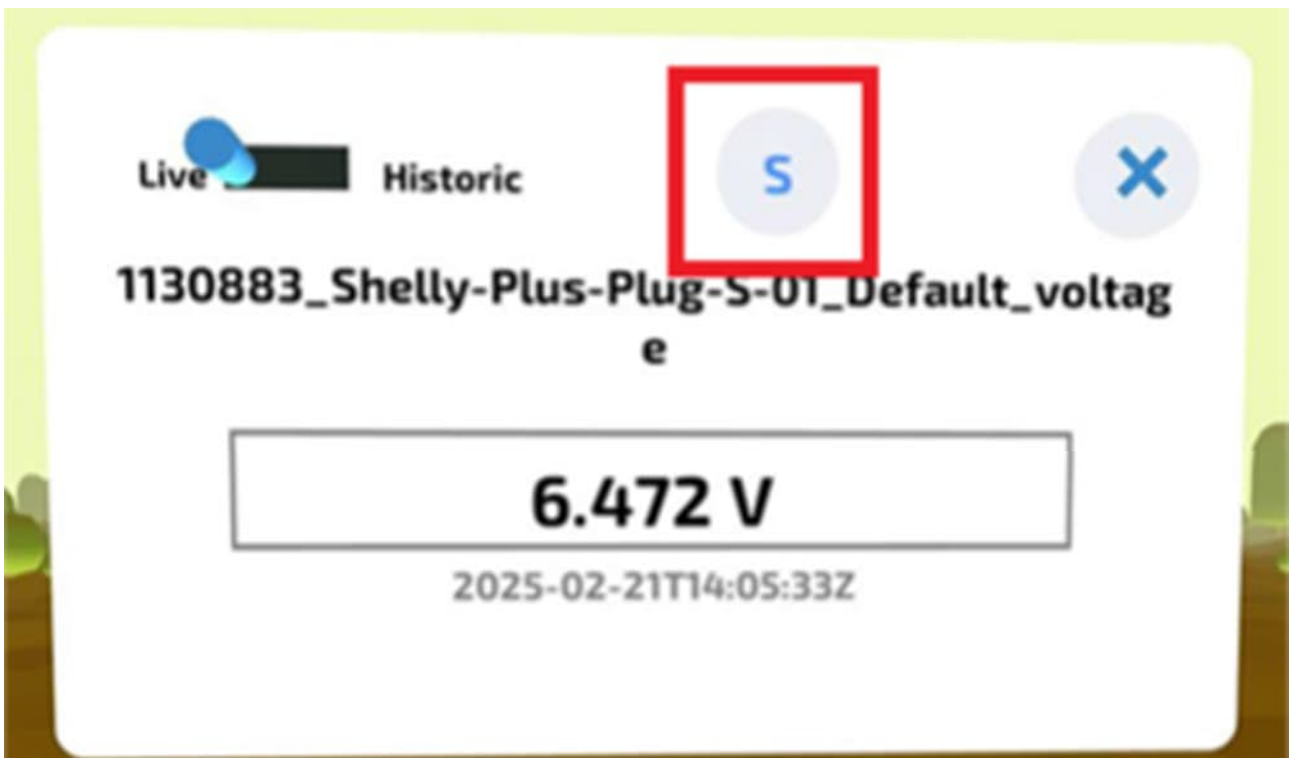 Live Historic S X
1130883_Shelly-Plus-Plug-S-01_Default_voltag
e
6.472 V
2025-02-21T14:05:33Z